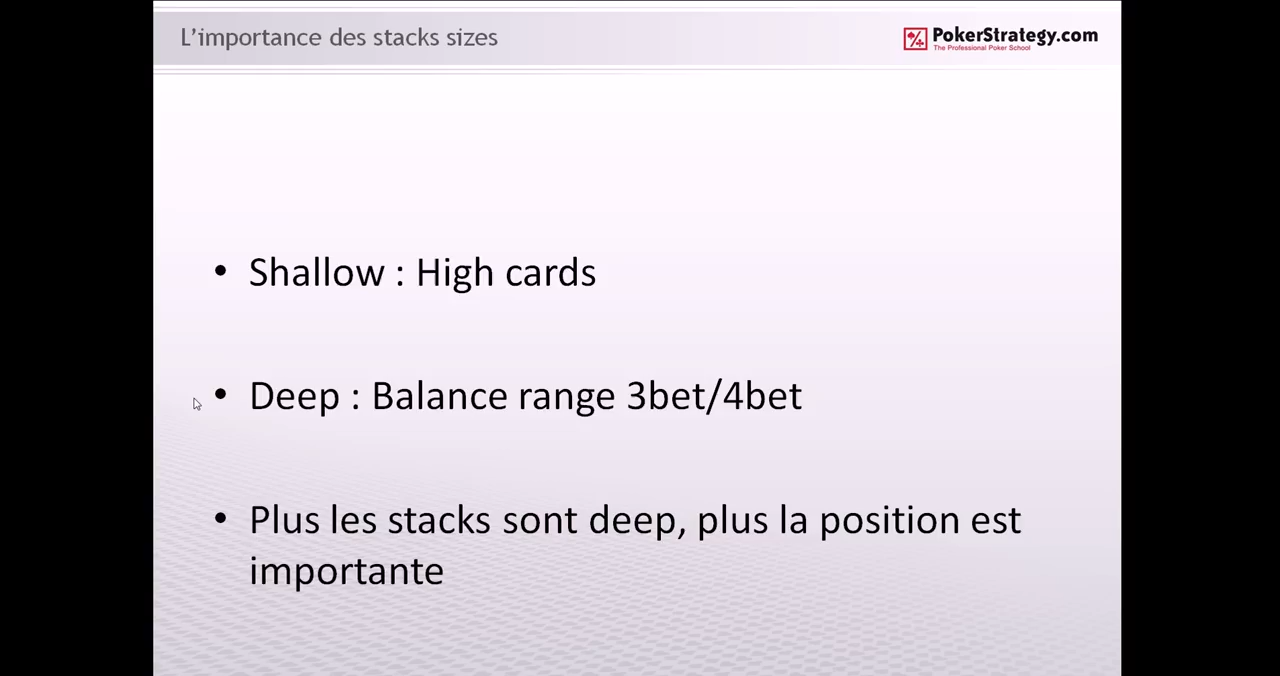 L'importance des stacks sizes
PokerStrategy.com
The Professional Poker School
• Shallow : High cards
• Deep : Balance range 3bet/4bet
• Plus les stacks sont deep, plus la position est
importante